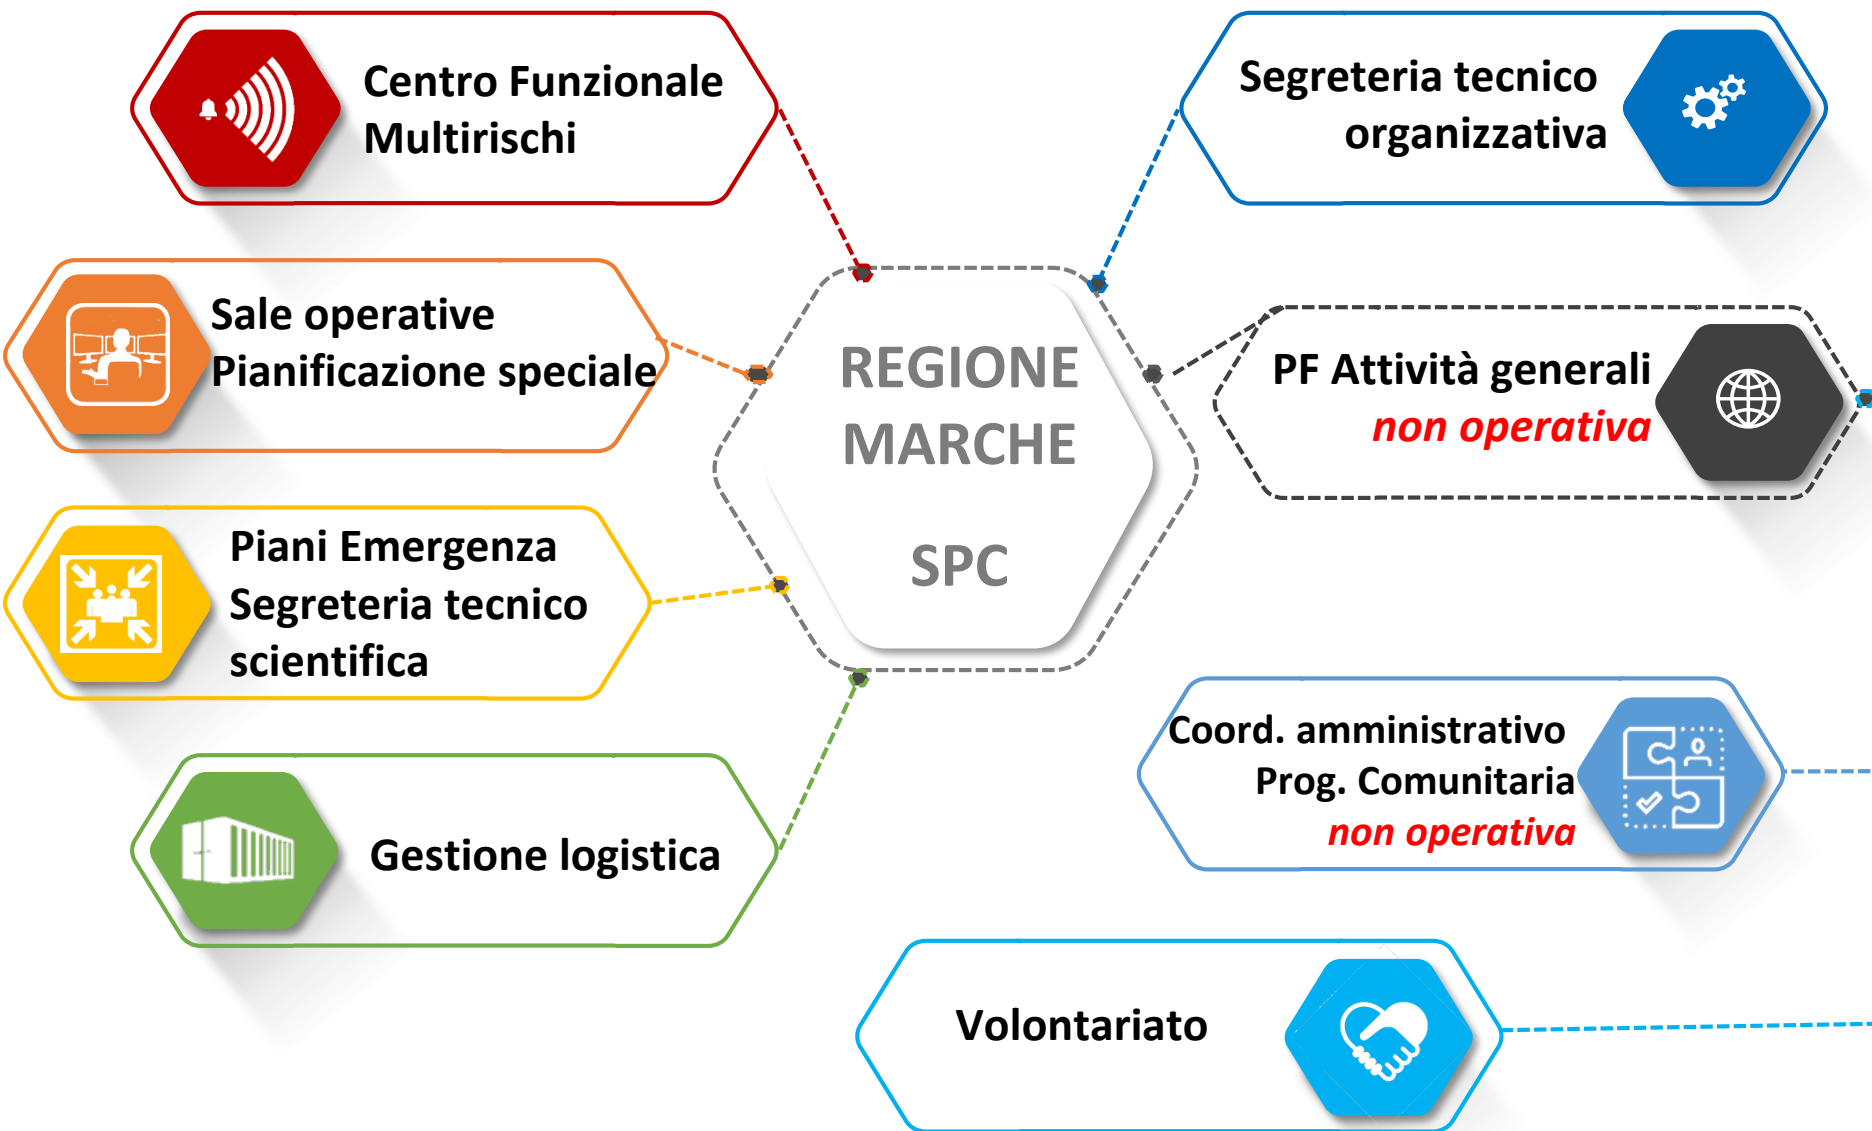 Centro Funzionale
Multirischi
Segreteria tecnico
organizzativa
Sale operative
Pianificazione speciale
REGIONE
MARCHE
SPC
PF Attività generali
non operativa
Piani Emergenza
Segreteria tecnico
scientifica
Coord. amministrativo
Prog. Comunitaria
non operativa
Gestione logistica
Volontariato